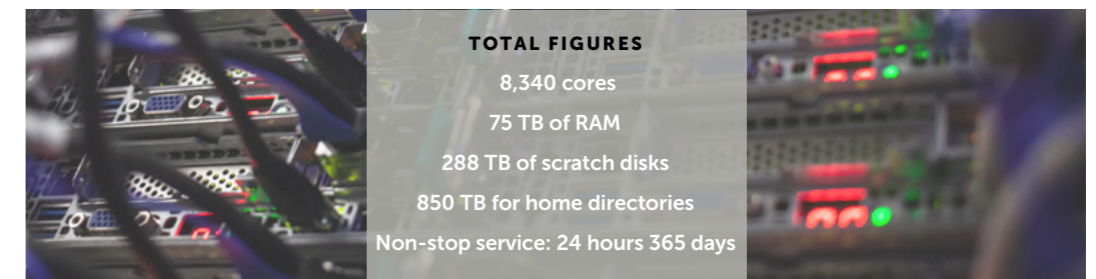 TOTAL FIGURES
8,340 cores
75 TB of RAM
288 TB of scratch disks
850 TB for home directories
Non-stop service: 24 hours 365 days